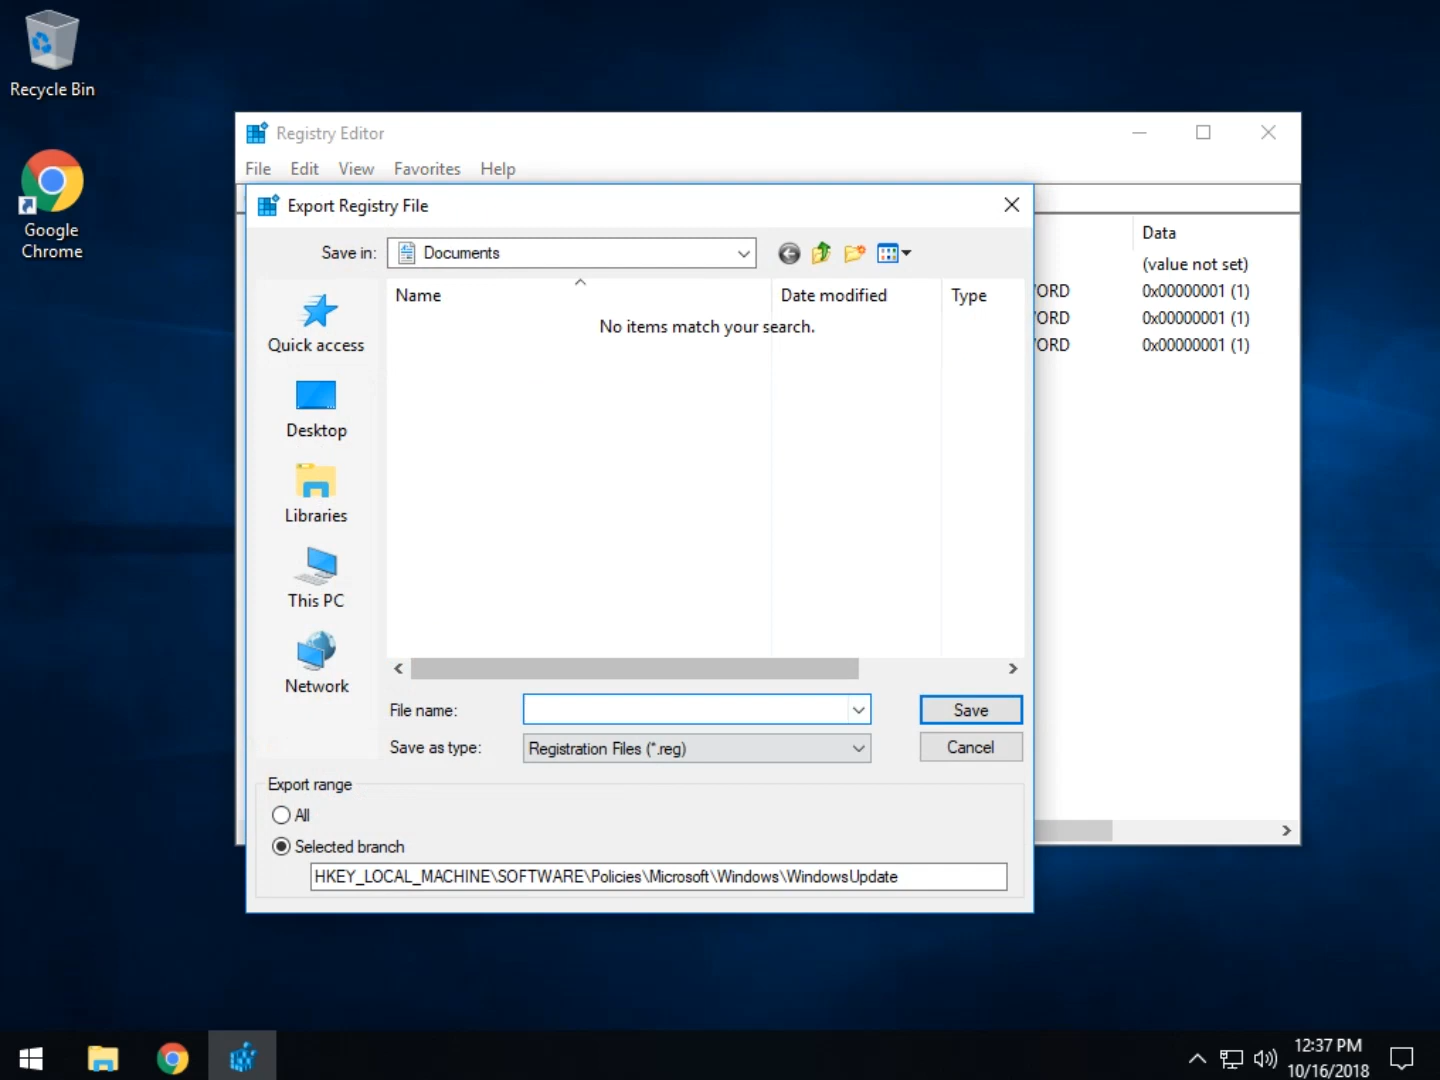 Recycle Bin
Google
Chrome
Registry Editor
File Edit View Favorites Help
Export Registry File
Save in: Documents
Name Date modified Type
No items match your search.
Quick access
Desktop
Libraries
This PC
Network
Data
(value not set)
ORD 0x00000001 (1)
ORD 0x00000001 (1)
ORD 0x00000001 (1)
File name: Save
Save as type: Registration Files (*.reg) Cancel
Export range
All
Selected branch
HKEY_LOCAL_MACHINE\SOFTWARE\Policies\Microsoft\Windows\WindowsUpdate
12:37 PM
10/16/2018